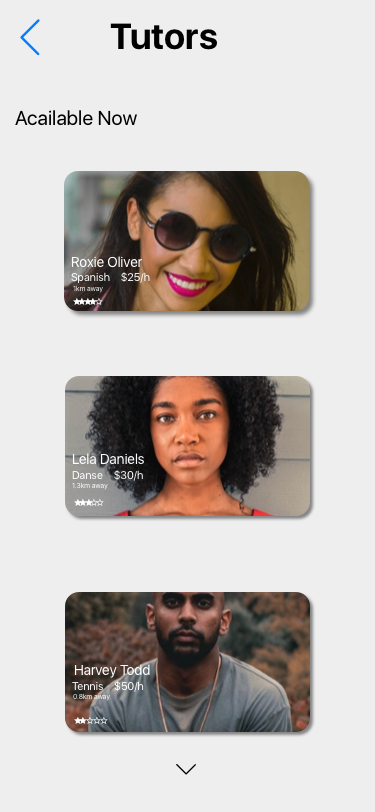 Tutors
Acailable Now
Roxie Oliver
Spanish $25/h
1km away
Lela Daniels
Danse $30/h
1.3km away
Harvey Todd
Tennis $50/h
0.8km away